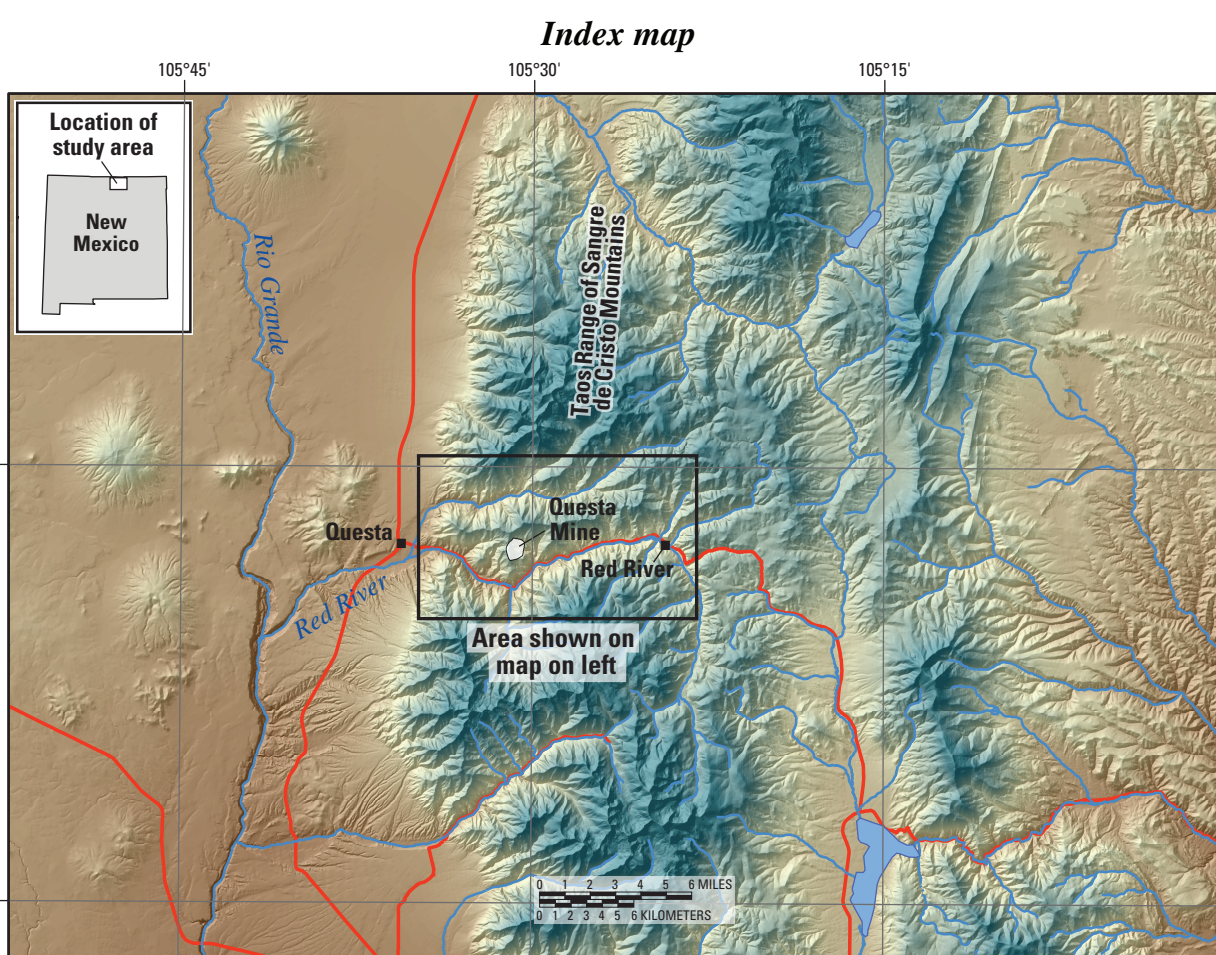 Index map
105°45'
105°30'
105°15'
Location of
study area
New
Mexico
Rio Grande
Taos Range of Sangre
de Cristo Mountains
Questa
Questa
Mine
Red River
Red River
Area shown on
map on left
0 1 2 3 4 5 6 MILES
0 1 2 3 4 5 6 KILOMETERS